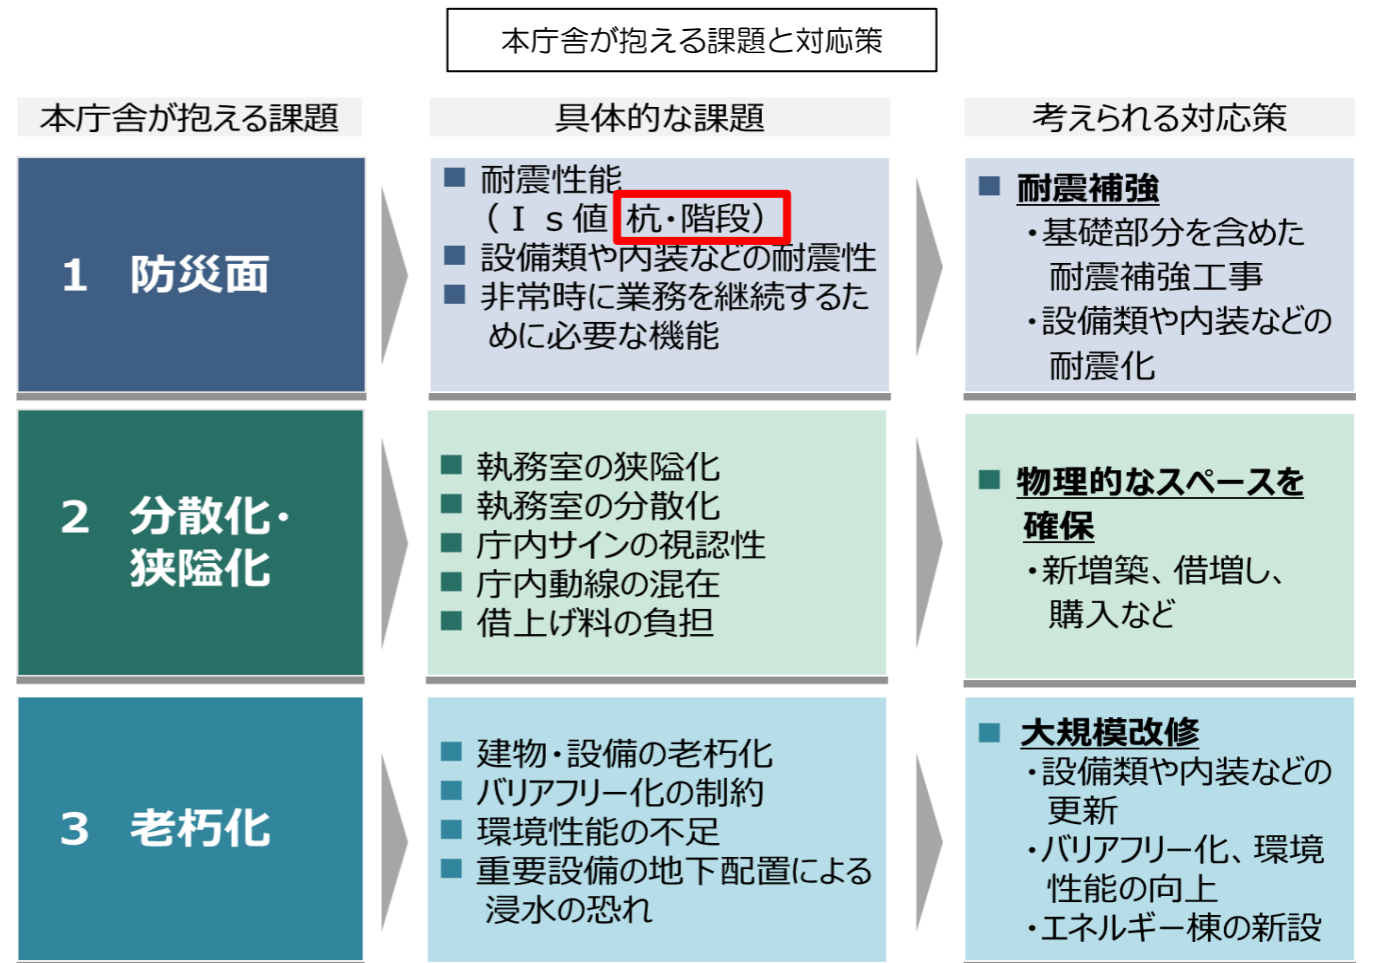 本庁舎が抱える課題と対応策
本庁舎が抱える課題
具体的な課題
考えられる対応策
1 防災面
■ 耐震性能
（Ｉｓ値 杭・階段）
■ 設備類や内装などの耐震性
■ 非常時に業務を継続するた
めに必要な機能
■ 耐震補強
・基礎部分を含めた
耐震補強工事
・設備類や内装などの
耐震化
2 分散化・
狭隘化
■ 執務室の狭隘化
■ 執務室の分散化
■ 庁内サインの視認性
■ 庁内動線の混在
■ 借上げ料の負担
■ 物理的なスペースを
確保
・新増築、借増し、
購入など
3 老朽化
■ 建物・設備の老朽化
■ バリアフリー化の制約
■ 環境性能の不足
■ 重要設備の地下配置による
浸水の恐れ
■ 大規模改修
・設備類や内装などの
更新
・バリアフリー化、環境
性能の向上
・エネルギー棟の新設